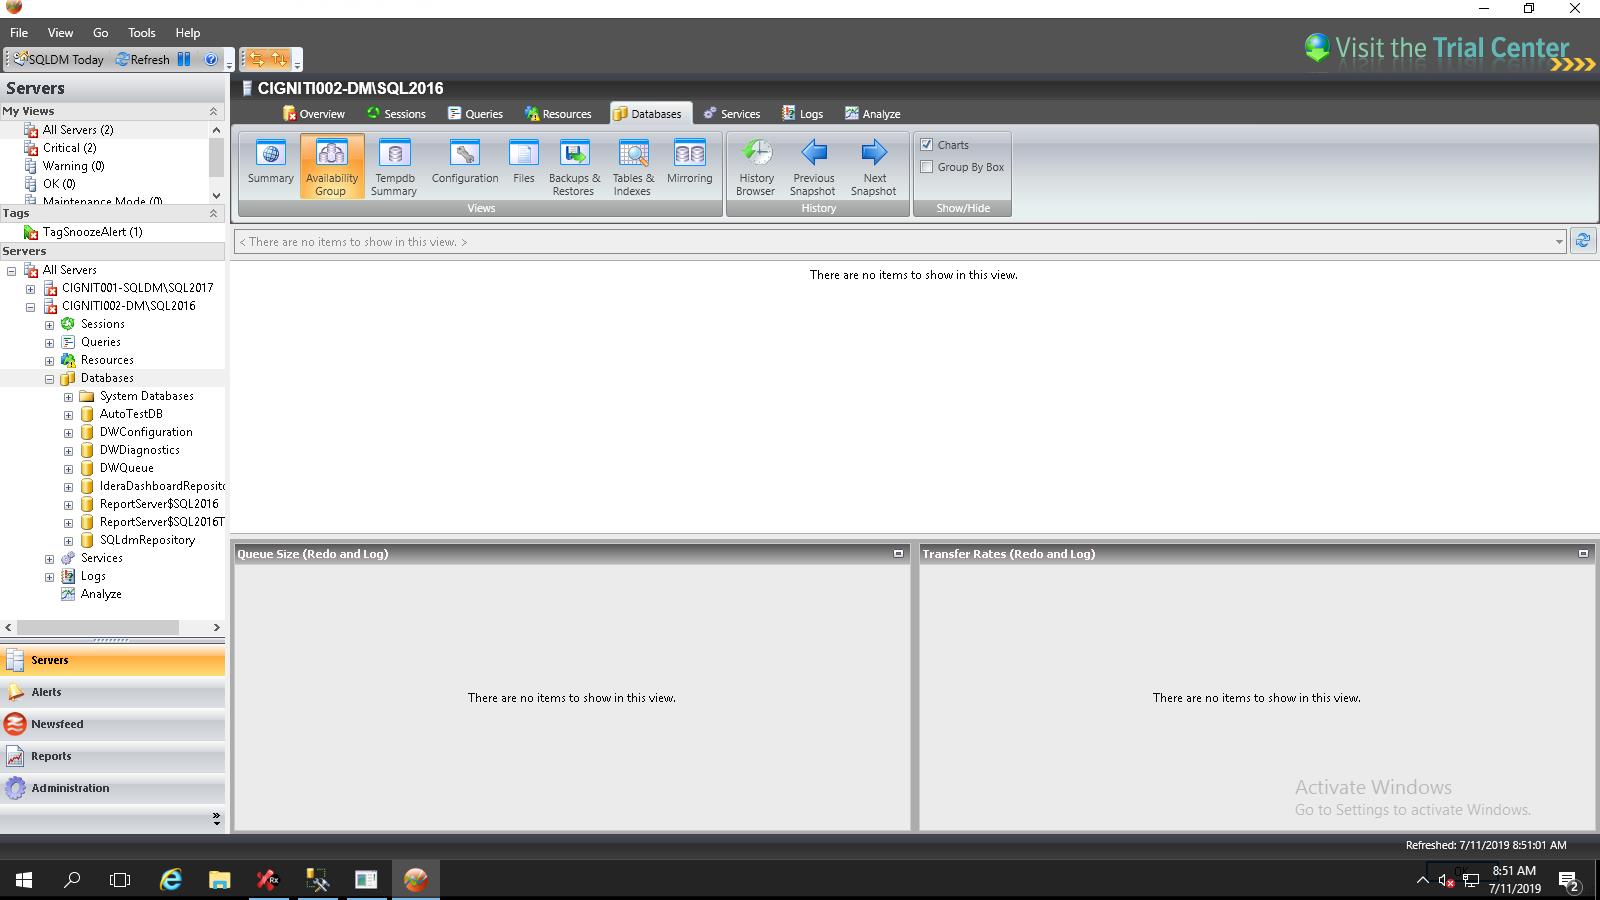 File View Go Tools Help
Visit the Trial Center
SQLDM Today Refresh
Servers
CIGNITI002-DM\SQL2016
My Views
Overview Sessions Queries Resources Databases Services Logs Analyze
All Servers (2)
Critical (2)
Warning (0)
OK (0)
Maintenance Mode (0)
Summary
Availability Group
Tempdb Summary
Configuration
Files
Backups & Restores
Tables & Indexes
Mirroring
Views
History Browser
Previous Snapshot
Next Snapshot
History
Charts
Group By Box
Show/Hide
Tags
TagSnoozeAlert (1)
Servers
< There are no items to show in this view. >
There are no items to show in this view.
All Servers
CIGNIT001-SQLDM\SQL2017
CIGNITI002-DM\SQL2016
Sessions
Queries
Resources
Databases
System Databases
AutoTestDB
DWConfiguration
DWDiagnostics
DWQueue
IderaDashboardReposito
ReportServer$SQL2016
ReportServer$SQL2016T
SQLdmRepository
Services
Logs
Analyze
Queue Size (Redo and Log)
There are no items to show in this view.
Transfer Rates (Redo and Log)
There are no items to show in this view.
Servers
Alerts
Newsfeed
Reports
Administration
Activate Windows
Go to Settings to activate Windows.
Refreshed: 7/11/2019 8:51:01 AM
Rx
8:51 AM
7/11/2019
2